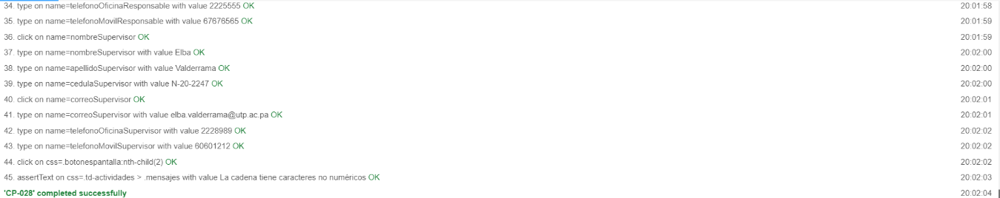 34. type on name=telefonoOficinaResponsable with value 2225555 OK 20:01:58
35. type on name=telefonoMovilResponsable with value 67676565 OK 20:01:59
36. click on name=nombreSupervisor OK 20:01:59
37. type on name=nombreSupervisor with value Elba OK 20:02:00
38. type on name=apellidoSupervisor with value Valderrama OK 20:02:00
39. type on name=cedulaSupervisor with value N-20-2247 OK 20:02:00
40. click on name=correoSupervisor OK 20:02:01
41. type on name=correoSupervisor with value elba.valderrama@utp.ac.pa OK 20:02:01
42. type on name=telefonoOficinaSupervisor with value 2228989 OK 20:02:02
43. type on name=telefonoMovilSupervisor with value 60601212 OK 20:02:02
44. click on css=.botonespantalla:nth-child(2) OK 20:02:02
45. assertText on css=.td-actividades > .mensajes with value La cadena tiene caracteres no numéricos OK 20:02:03
'CP-028' completed successfully 20:02:04